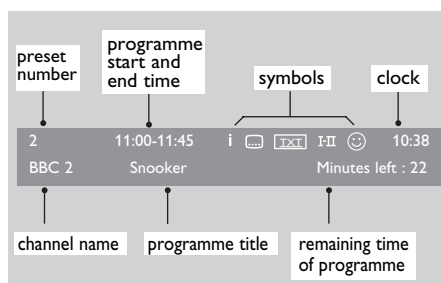 preset
number
programme
start and
end time
symbols
clock
2 11:00-11:45 i TXT I-II 10:38
BBC 2 Snooker Minutes left : 22
channel name
programme title
remaining time
of programme